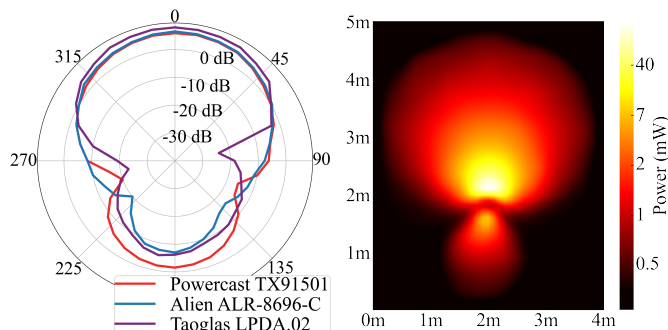 0
45
90
135
225
270
315
0 dB
-10 dB
-20 dB
-30 dB
Powercast TX91501
Alien ALR-8696-C
Taoglas LPDA.02
5m
4m
3m
2m
1m
0m
1m
2m
3m
4m
40
7
2
1
0.5
Power (mW)